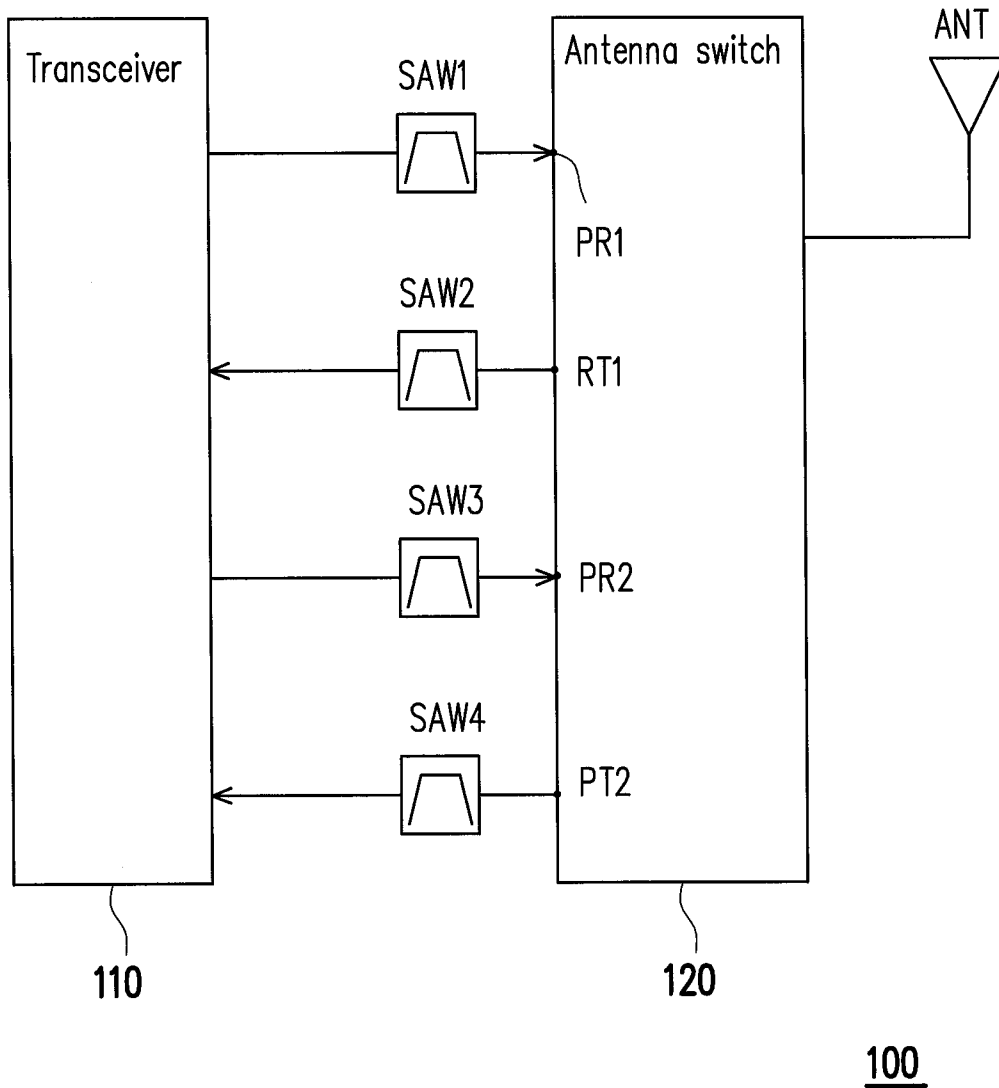 Transceiver
Antenna switch
ANT
SAW1
PR1
SAW2
RT1
SAW3
PR2
SAW4
PT2
110
120
100